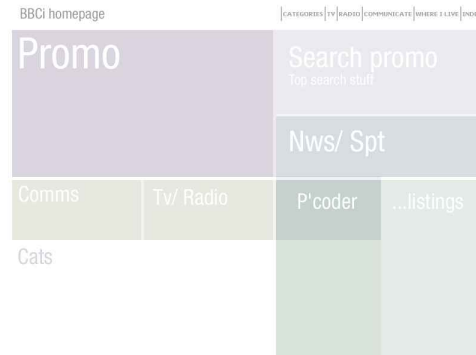 BBCi homepage
|CATEGORIES|TV|RADIO|COMMUNICATE|WHERE I LIVE|INDE
Promo
Search promo
Top search stuff
Nws/ Spt
Comms
Tv/ Radio
P'coder
...listings
Cats